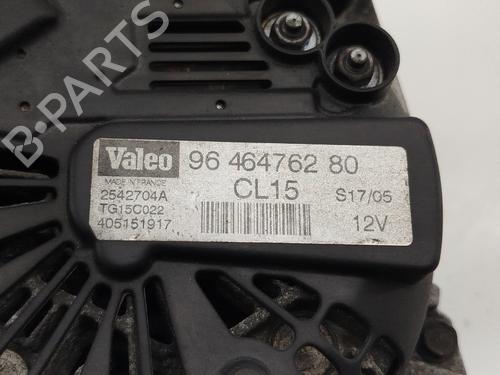 B-PARTS
Valeo 96 464762 80
MADE IN FRANCE
CL15
2542704A
S17/05
TG15C022
405151917
12V